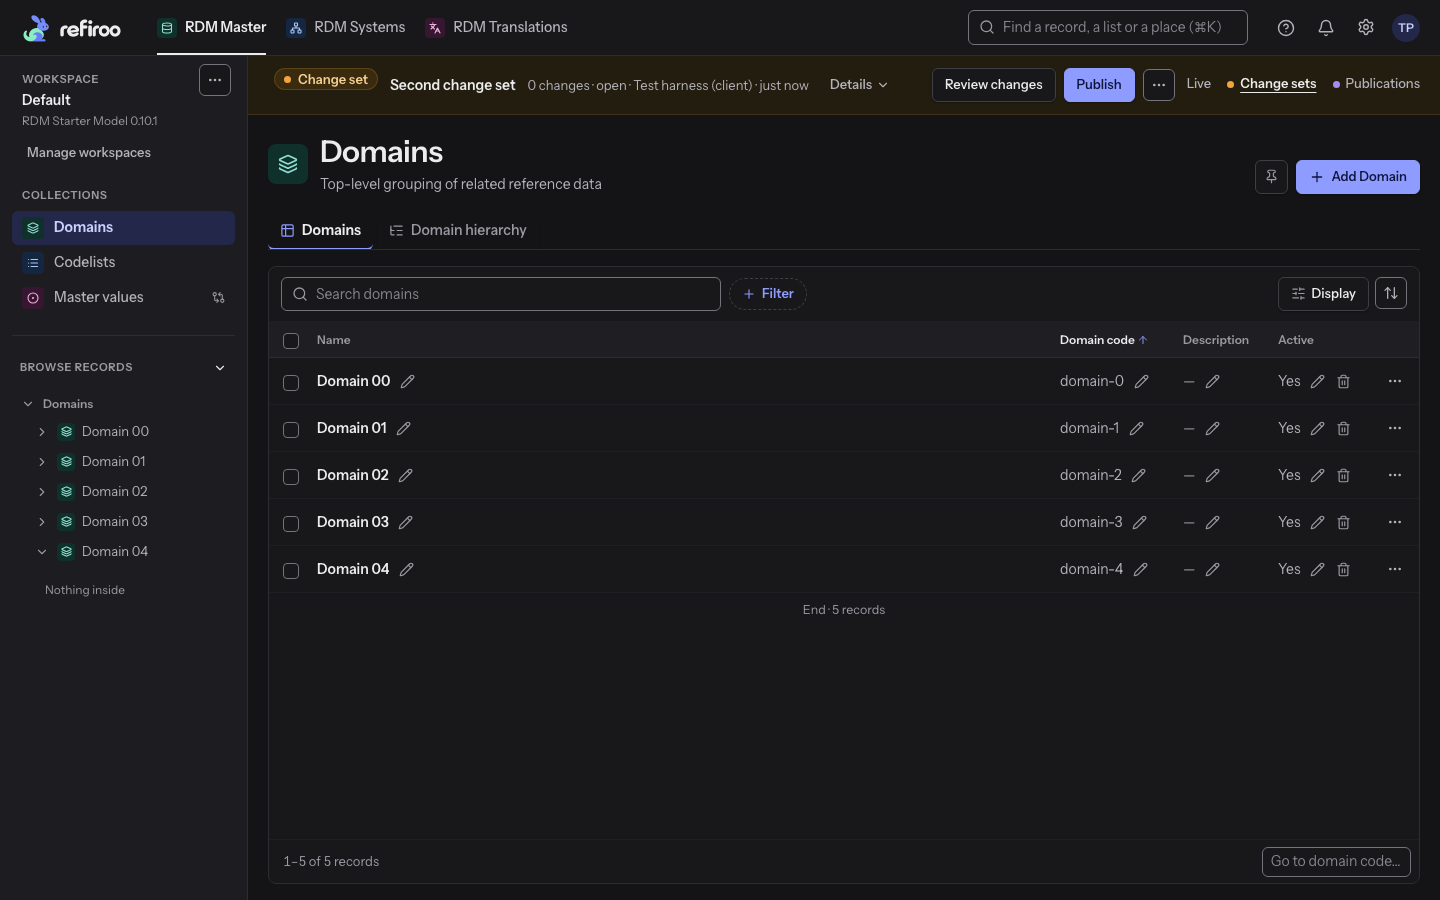 refiroo
RDM Master
RDM Systems
RDM Translations
Find a record, a list or a place (⌘K)
TP
WORKSPACE
Default
RDM Starter Model 0.10.1
Manage workspaces
COLLECTIONS
Domains
Codelists
Master values
BROWSE RECORDS
Domains
Domain 00
Domain 01
Domain 02
Domain 03
Domain 04
Nothing inside
Change set
Second change set
0 changes · open · Test harness (client) · just now
Details
Review changes
Publish
Live
Change sets
Publications
Domains
Top-level grouping of related reference data
Add Domain
Domains
Domain hierarchy
Search domains
Filter
Display
Name
Domain code
Description
Active
Domain 00 domain-0 — Yes
Domain 01 domain-1 — Yes
Domain 02 domain-2 — Yes
Domain 03 domain-3 — Yes
Domain 04 domain-4 — Yes
End · 5 records
1–5 of 5 records
Go to domain code...